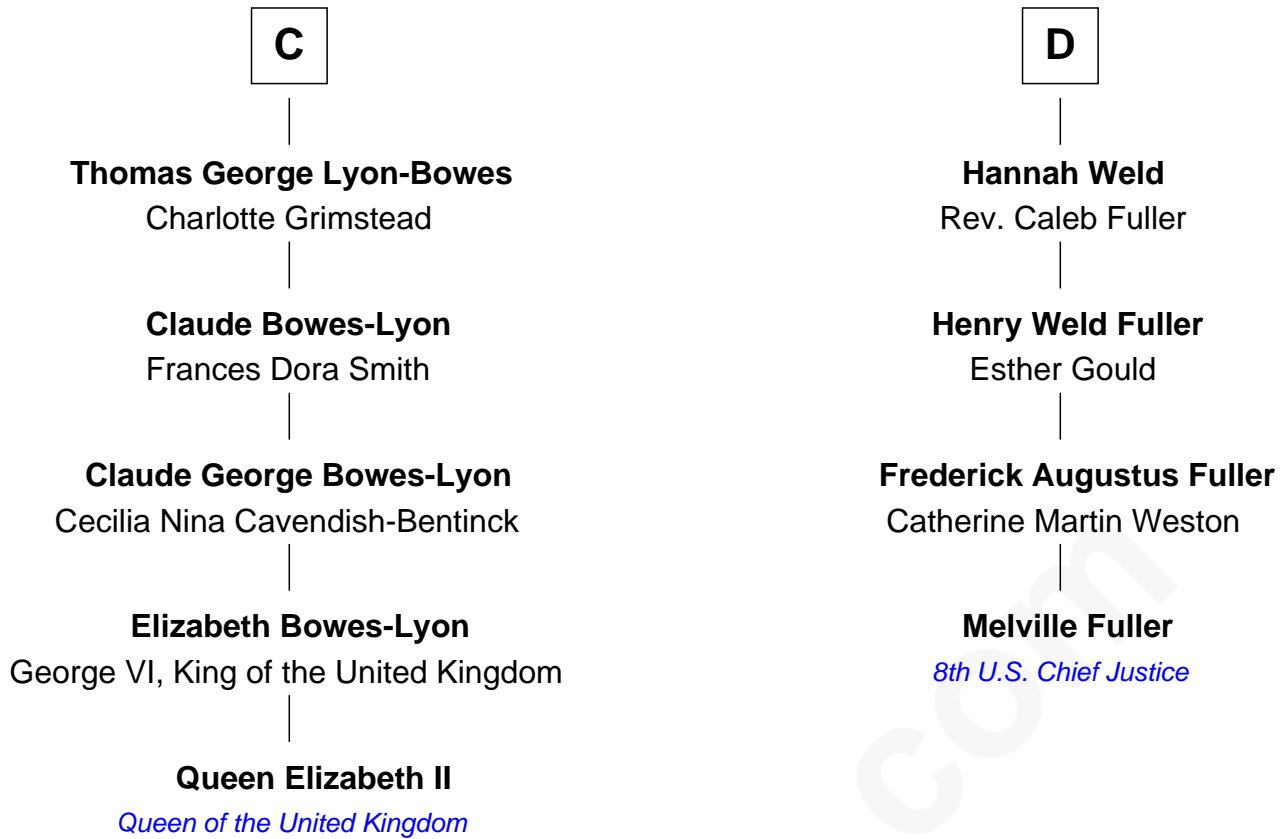 C
Thomas George Lyon-Bowes
Charlotte Grimstead
Claude Bowes-Lyon
Frances Dora Smith
Claude George Bowes-Lyon
Cecilia Nina Cavendish-Bentinck
Elizabeth Bowes-Lyon
George VI, King of the United Kingdom
Queen Elizabeth II
Queen of the United Kingdom
D
Hannah Weld
Rev. Caleb Fuller
Henry Weld Fuller
Esther Gould
Frederick Augustus Fuller
Catherine Martin Weston
Melville Fuller
8th U.S. Chief Justice
com